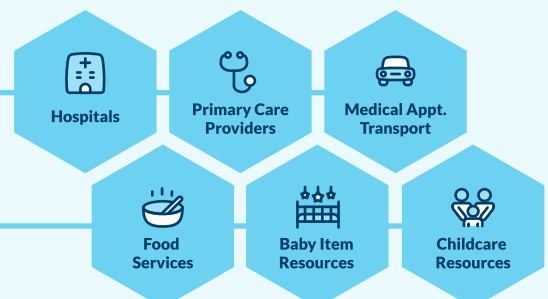 Hospitals
Primary Care
Providers
Medical Appt.
Transport
Food
Services
Baby Item
Resources
Childcare
Resources